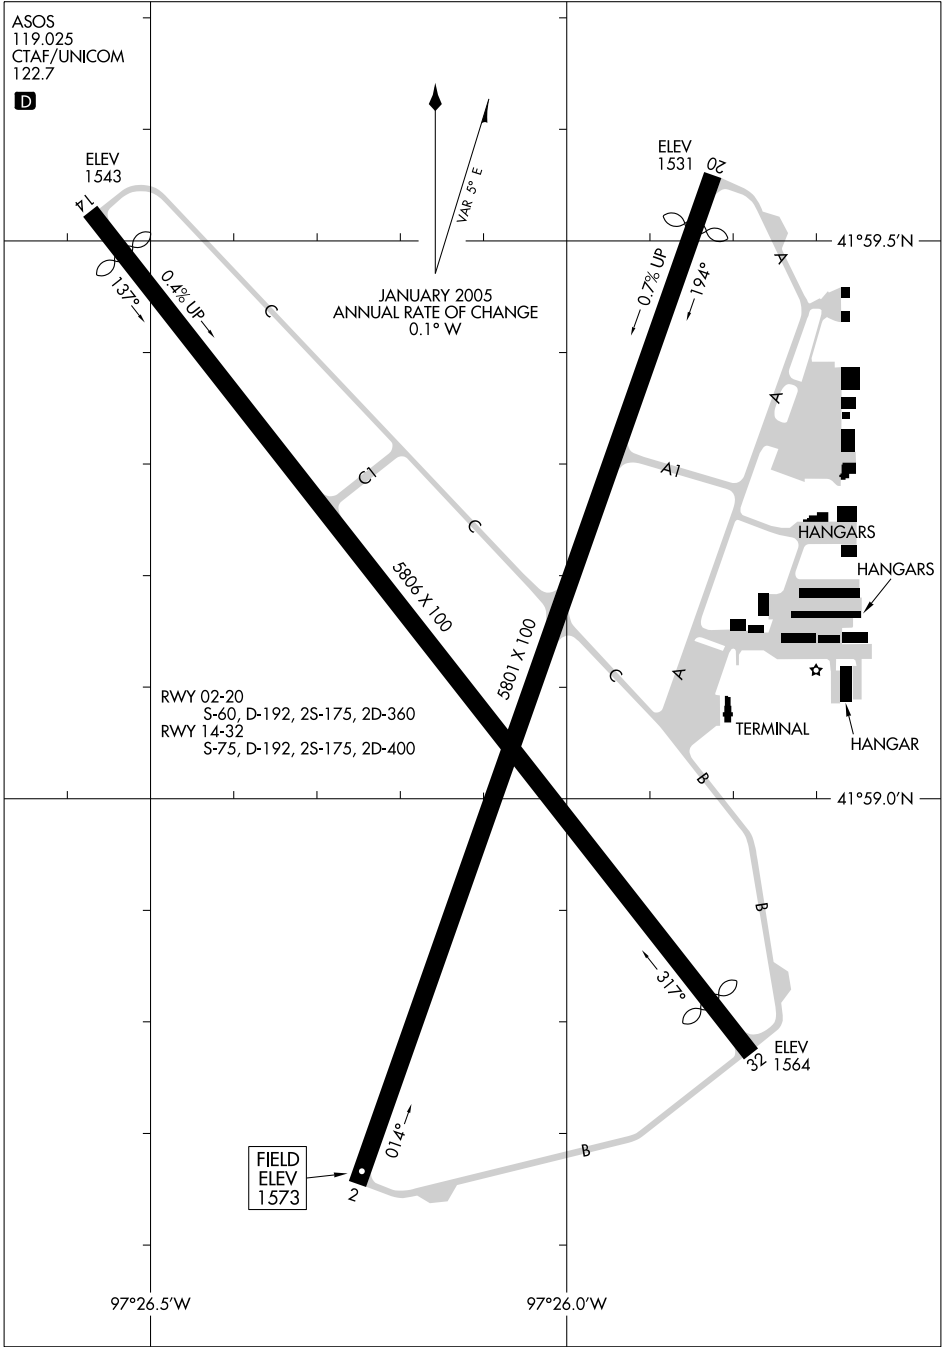 ASOS
119.025
CTAF/UNICOM
122.7
D
ELEV
1543
14
137°
0.4% UP
C
VAR 5° E
JANUARY 2005
ANNUAL RATE OF CHANGE
0.1° W
ELEV
1531
20
0.7% UP
194°
A
41°59.5'N
A
C1
A1
C
HANGARS
HANGARS
5806 X 100
5801 X 100
C
A
RWY 02-20
S-60, D-192, 2S-175, 2D-360
RWY 14-32
S-75, D-192, 2S-175, 2D-400
TERMINAL
HANGAR
B
41°59.0'N
B
317°
32
ELEV
1564
014°
B
FIELD
ELEV
1573
2
97°26.5'W
97°26.0'W